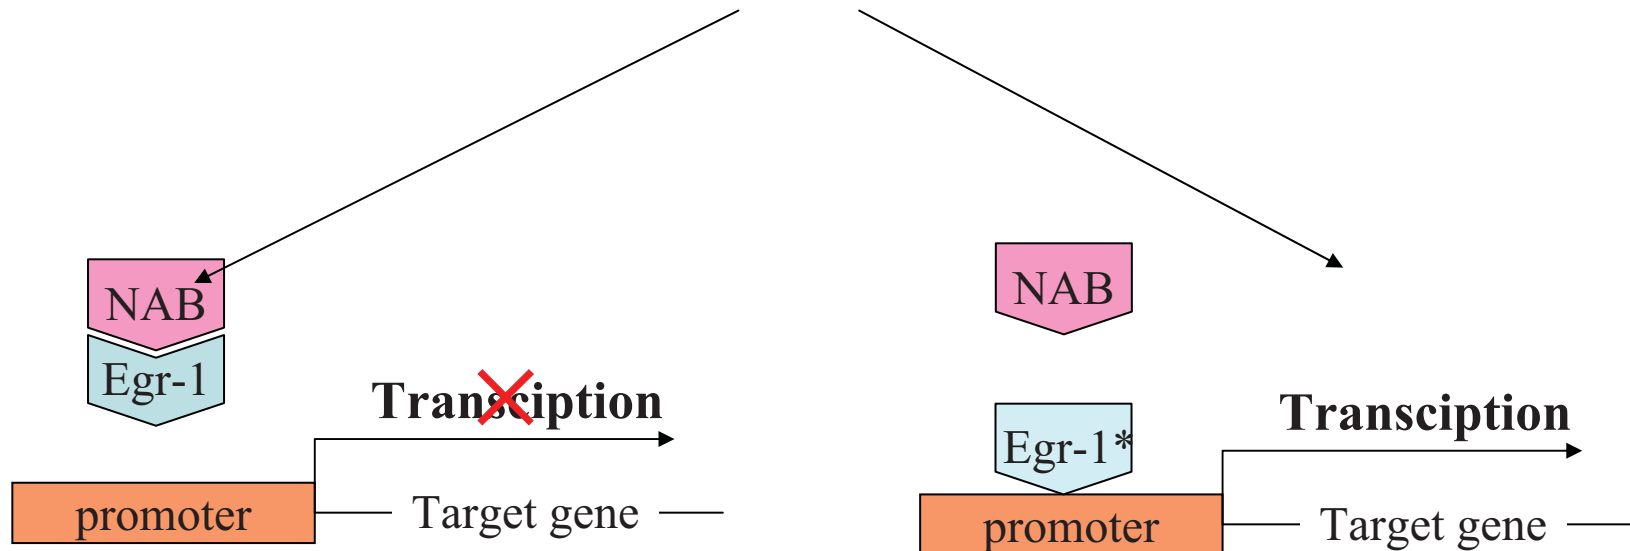 NAB
Egr-1
Transciption
promoter
Target gene
NAB
Egr-1*
Transciption
promoter
Target gene